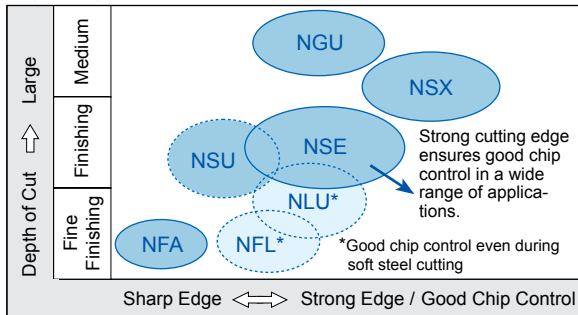 Large
Depth of Cut
Medium
Finishing
Fine
Finishing
NGU
NSX
NSE
NSU
Strong cutting edge
ensures good chip
control in a wide
range of applica-
tions.
NLU*
NFA
NFL*
*Good chip control even during
soft steel cutting
Sharp Edge
Strong Edge / Good Chip Control